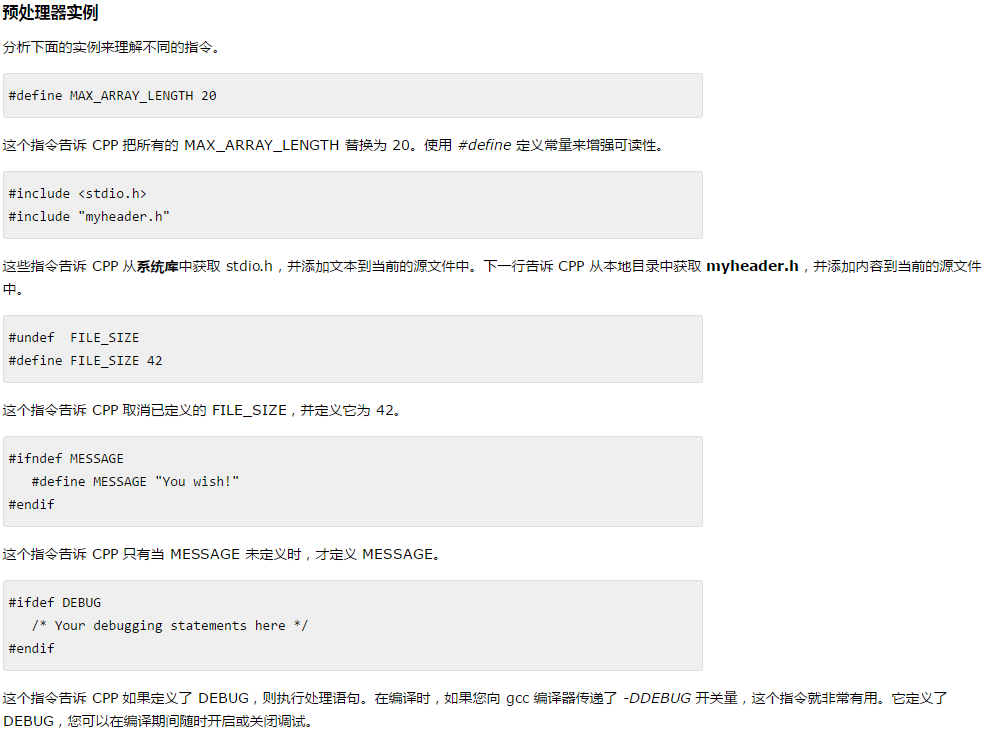 预处理器实例
分析下面的实例来理解不同的指令。
#define MAX_ARRAY_LENGTH 20
这个指令告诉 CPP 把所有的 MAX_ARRAY_LENGTH 替换为 20。使用 #define 定义常量来增强可读性。
#include <stdio.h>
#include "myheader.h"
这些指令告诉 CPP 从系统库中获取 stdio.h，并添加文本到当前的源文件中。下一行告诉 CPP 从本地目录中获取 myheader.h，并添加内容到当前的源文件
中。
#undef  FILE_SIZE
#define FILE_SIZE 42
这个指令告诉 CPP 取消已定义的 FILE_SIZE，并定义它为 42。
#ifndef MESSAGE
   #define MESSAGE "You wish!"
#endif
这个指令告诉 CPP 只有当 MESSAGE 未定义时，才定义 MESSAGE。
#ifdef DEBUG
   /* Your debugging statements here */
#endif
这个指令告诉 CPP 如果定义了 DEBUG，则执行处理语句。在编译时，如果您向 gcc 编译器传递了 -DDEBUG 开关量，这个指令就非常有用。它定义了
DEBUG，您可以在编译期间随时开启或关闭调试。